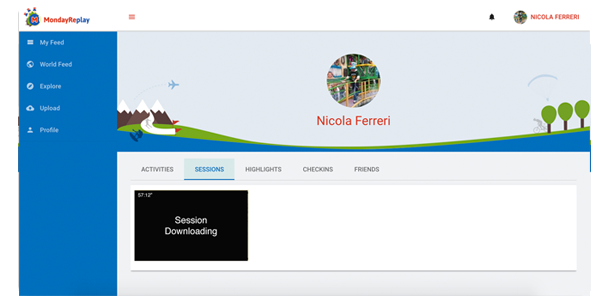 M MondayReplay
NICOLA FERRERI
My Feed
World Feed
Explore
Upload
Profile
Nicola Ferreri
ACTIVITIES SESSIONS HIGHLIGHTS CHECKINS FRIENDS
57:12"
Session
Downloading